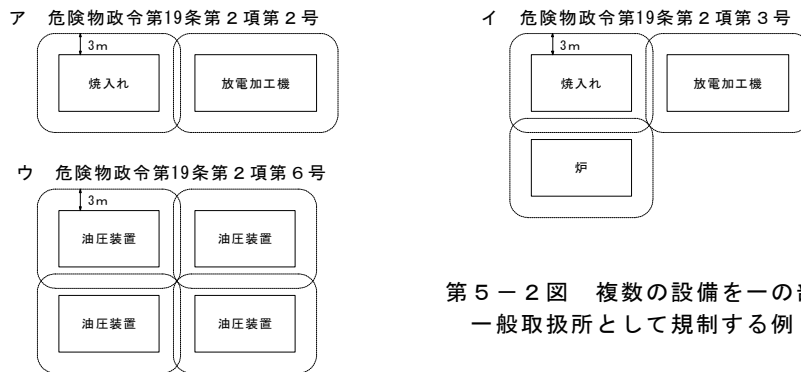 ア 危険物政令第19条第２項第２号
3m
焼入れ
放電加工機
イ 危険物政令第19条第２項第３号
3m
焼入れ
放電加工機
炉
ウ 危険物政令第19条第２項第６号
3m
油圧装置
油圧装置
油圧装置
油圧装置
第５－２図 複数の設備を一の
一般取扱所として規制する例